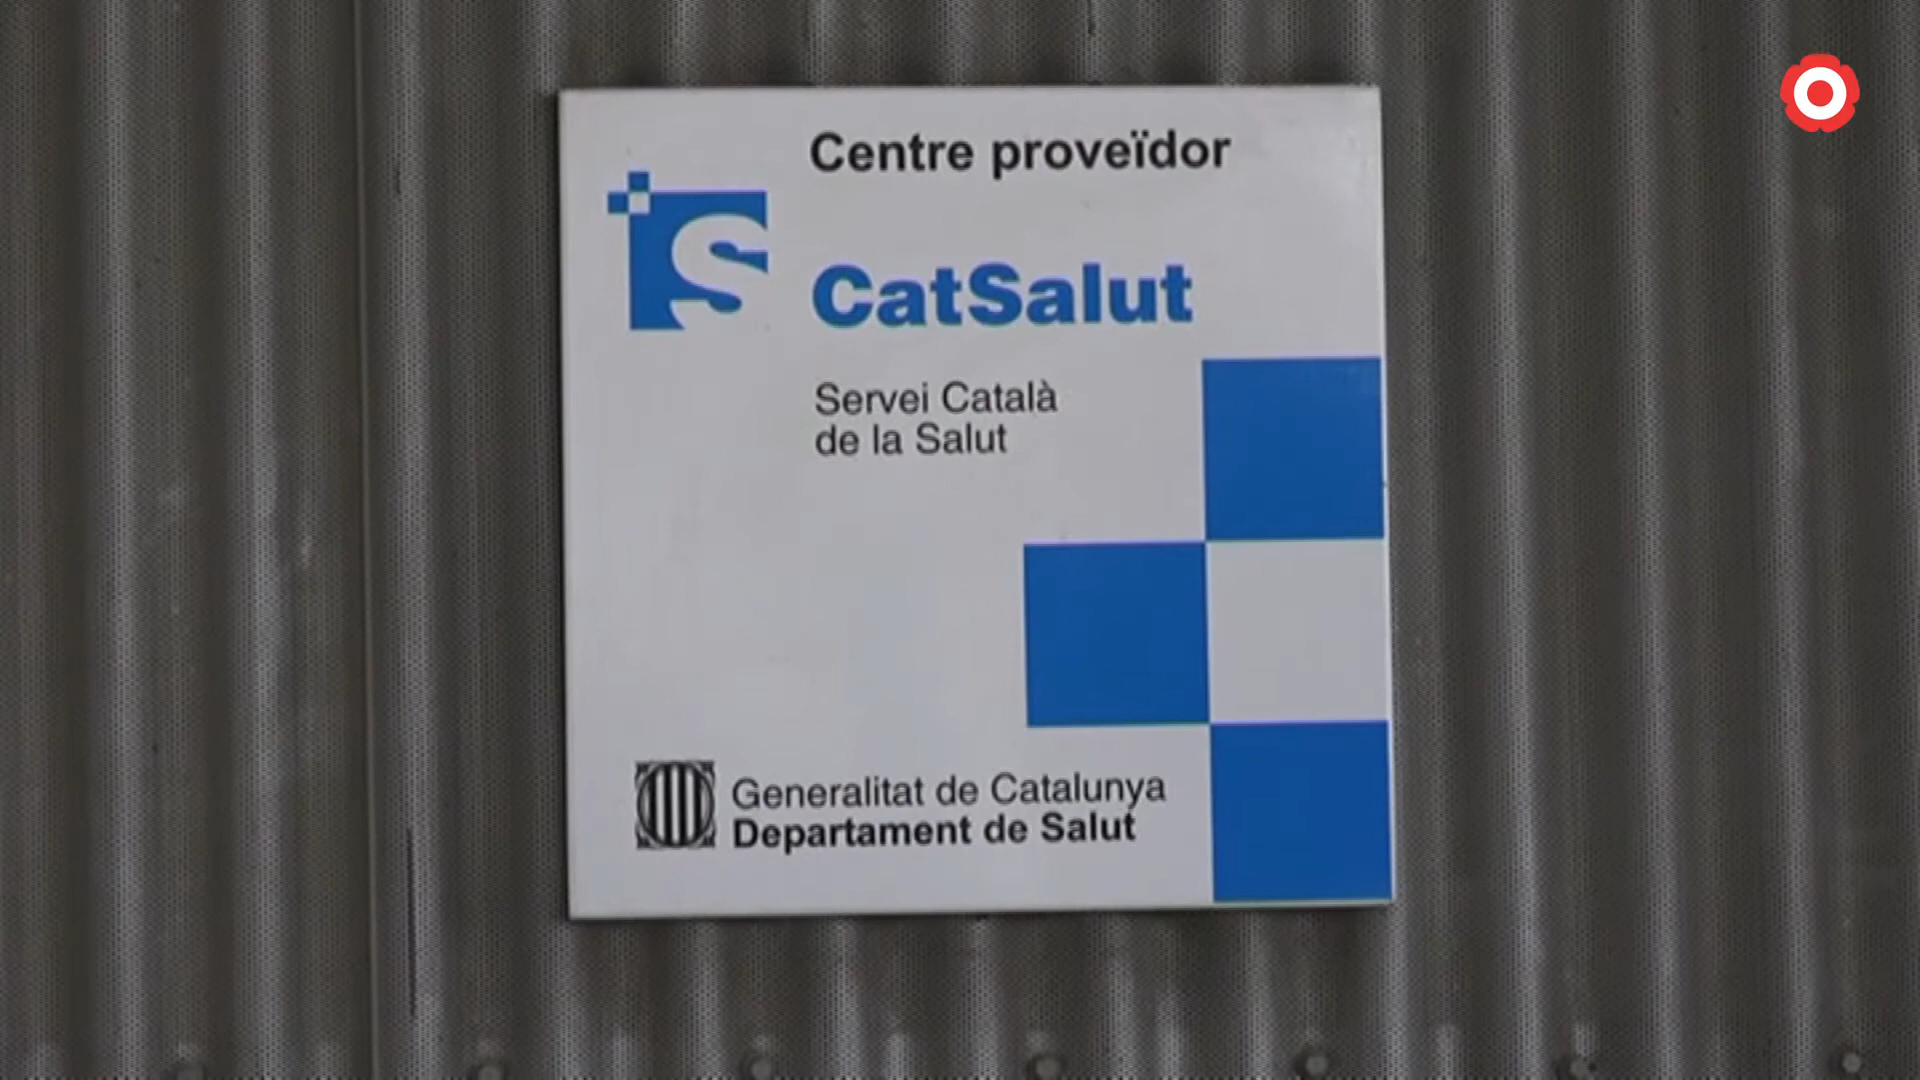 Centre proveïdor
CatSalut
Servei Català
de la Salut
Generalitat de Catalunya
Departament de Salut